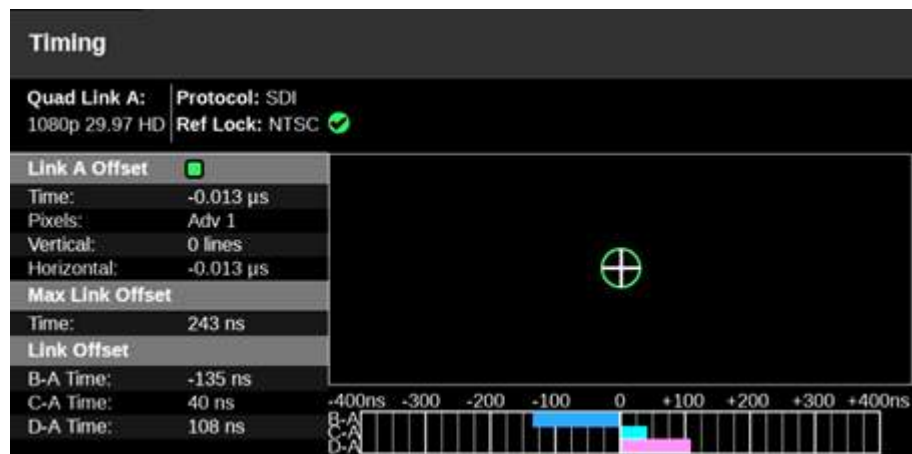 Timing
Quad Link A: Protocol: SDI
1080p 29.97 HD Ref Lock: NTSC
Link A Offset
Time: -0.013 µs
Pixels: Adv 1
Vertical: 0 lines
Horizontal: -0.013 µs
Max Link Offset
Time: 243 ns
Link Offset
B-A Time: -135 ns
C-A Time: 40 ns
D-A Time: 108 ns
-400ns -300 -200 -100 0 +100 +200 +300 +400ns
B-A
C-A
D-A